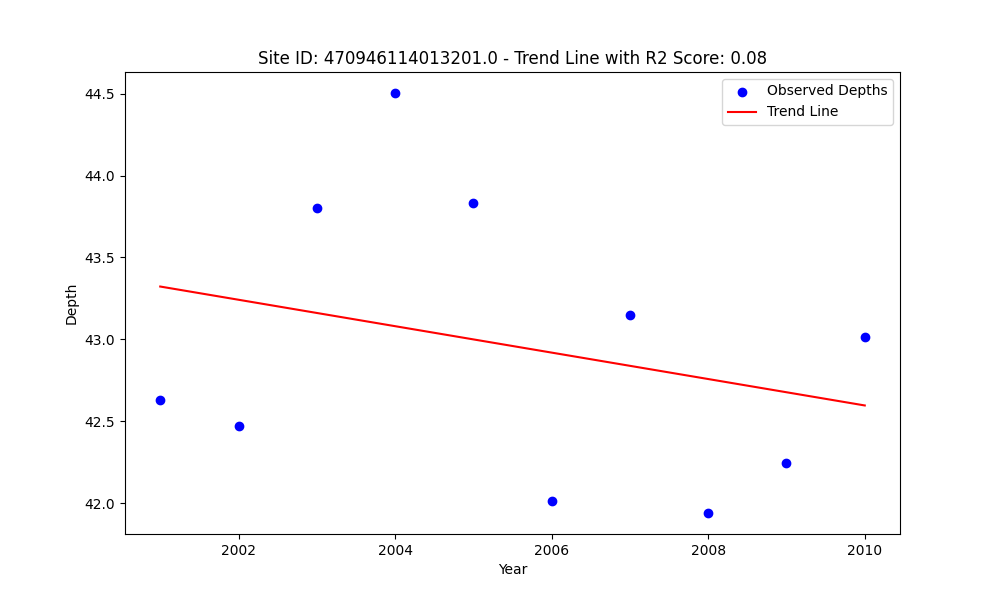 Site ID: 470946114013201.0 - Trend Line with R2 Score: 0.08
Observed Depths
Trend Line
44.5
44.0
43.5
43.0
42.5
42.0
Depth
2002
2004
2006
2008
2010
Year